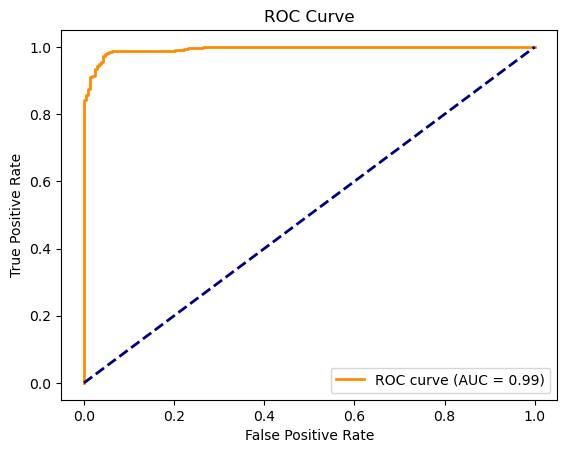 ROC Curve
True Positive Rate
1.0
0.8
0.6
0.4
0.2
0.0
0.0 0.2 0.4 0.6 0.8 1.0
False Positive Rate
ROC curve (AUC = 0.99)